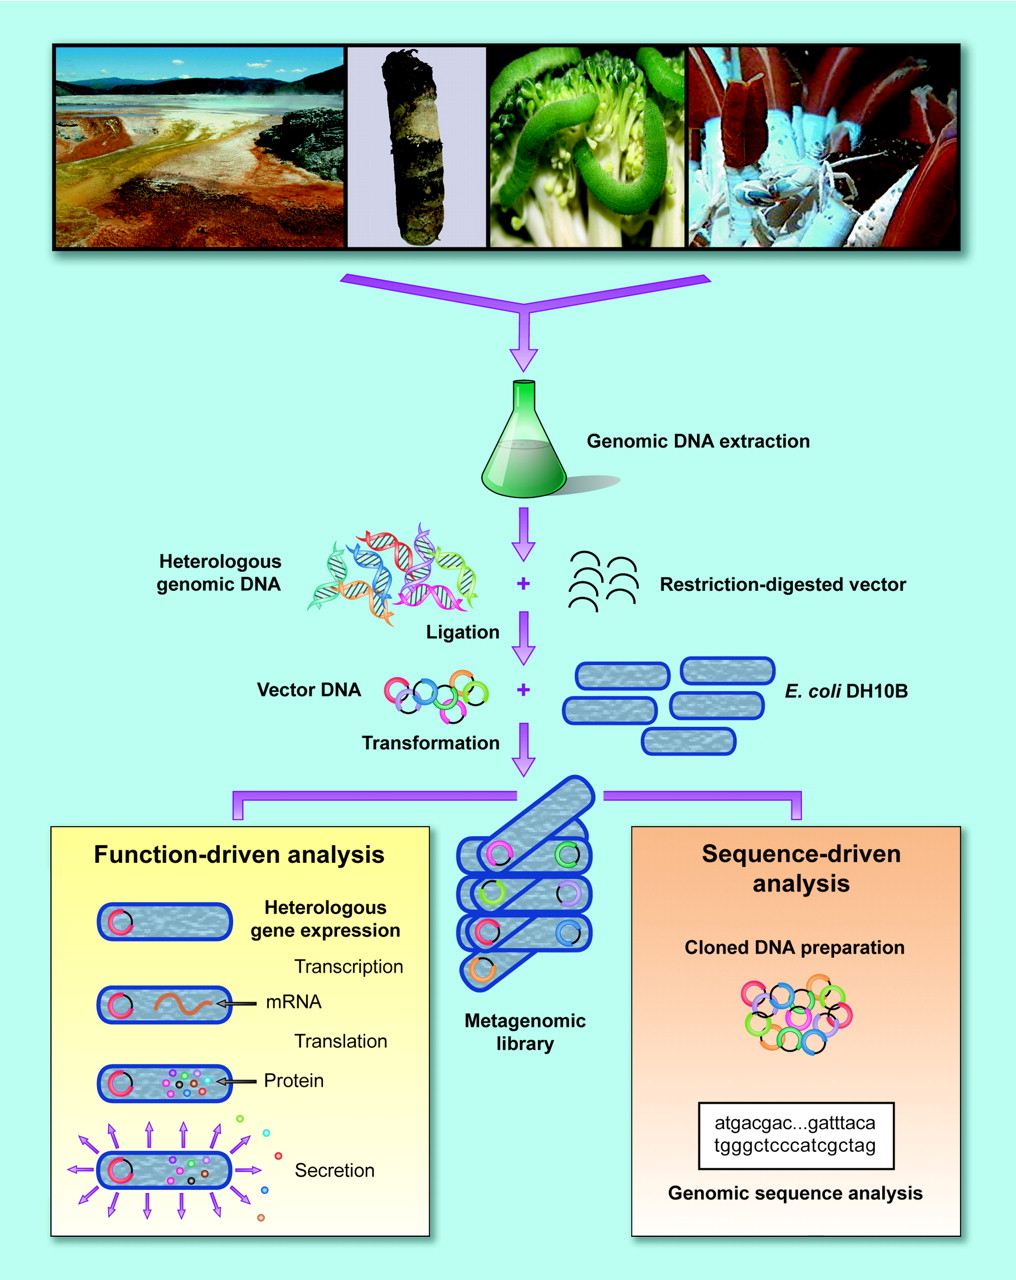 Genomic DNA extraction
Heterologous
genomic DNA
+
Restriction-digested vector
Ligation
Vector DNA
+
E. coli DH10B
Transformation
Function-driven analysis
Heterologous
gene expression
Transcription
mRNA
Translation
Protein
Secretion
Metagenomic
library
Sequence-driven
analysis
Cloned DNA preparation
atgacgac...gatttaca
tgggctcccatcgctag
Genomic sequence analysis